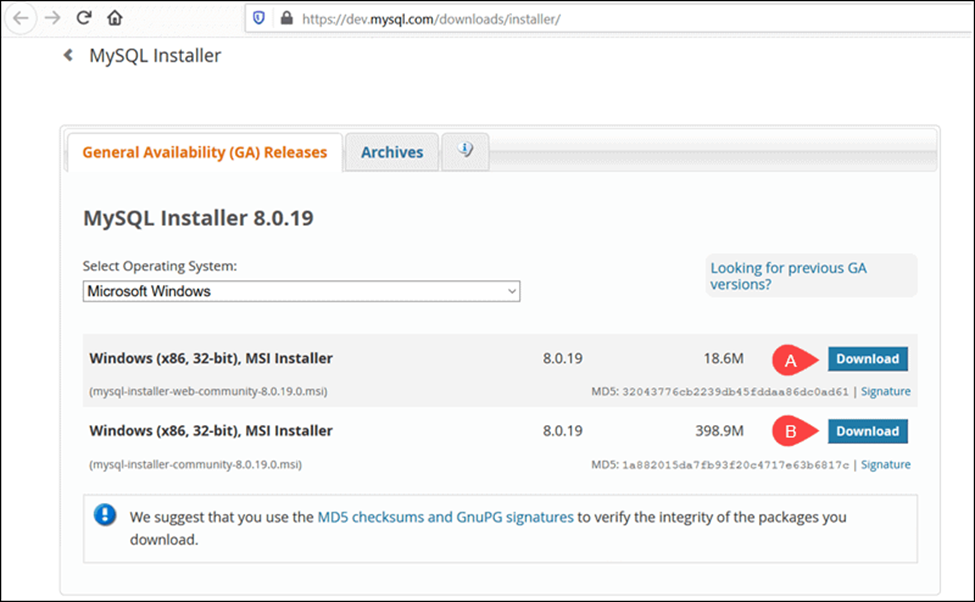 https://dev.mysql.com/downloads/installer/
MySQL Installer
General Availability (GA) Releases
Archives
i
MySQL Installer 8.0.19
Select Operating System:
Microsoft Windows
Looking for previous GA
versions?
Windows (x86, 32-bit), MSI Installer 8.0.19 18.6M A Download
(mysql-installer-web-community-8.0.19.0.msi) MD5: 32043776cb2239db45fddaa86dc0ad61 | Signature
Windows (x86, 32-bit), MSI Installer 8.0.19 398.9M B Download
(mysql-installer-community-8.0.19.0.msi) MD5: 1a882015da7fb93f20c4717e63b6817c | Signature
We suggest that you use the MD5 checksums and GnuPG signatures to verify the integrity of the packages you
download.